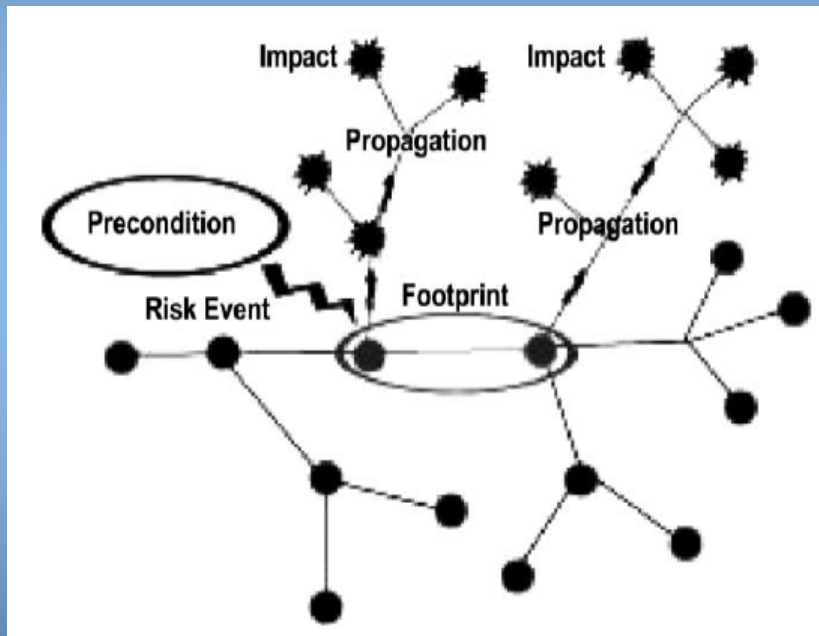 Impact
Impact
Propagation
Precondition
Propagation
Footprint
Risk Event